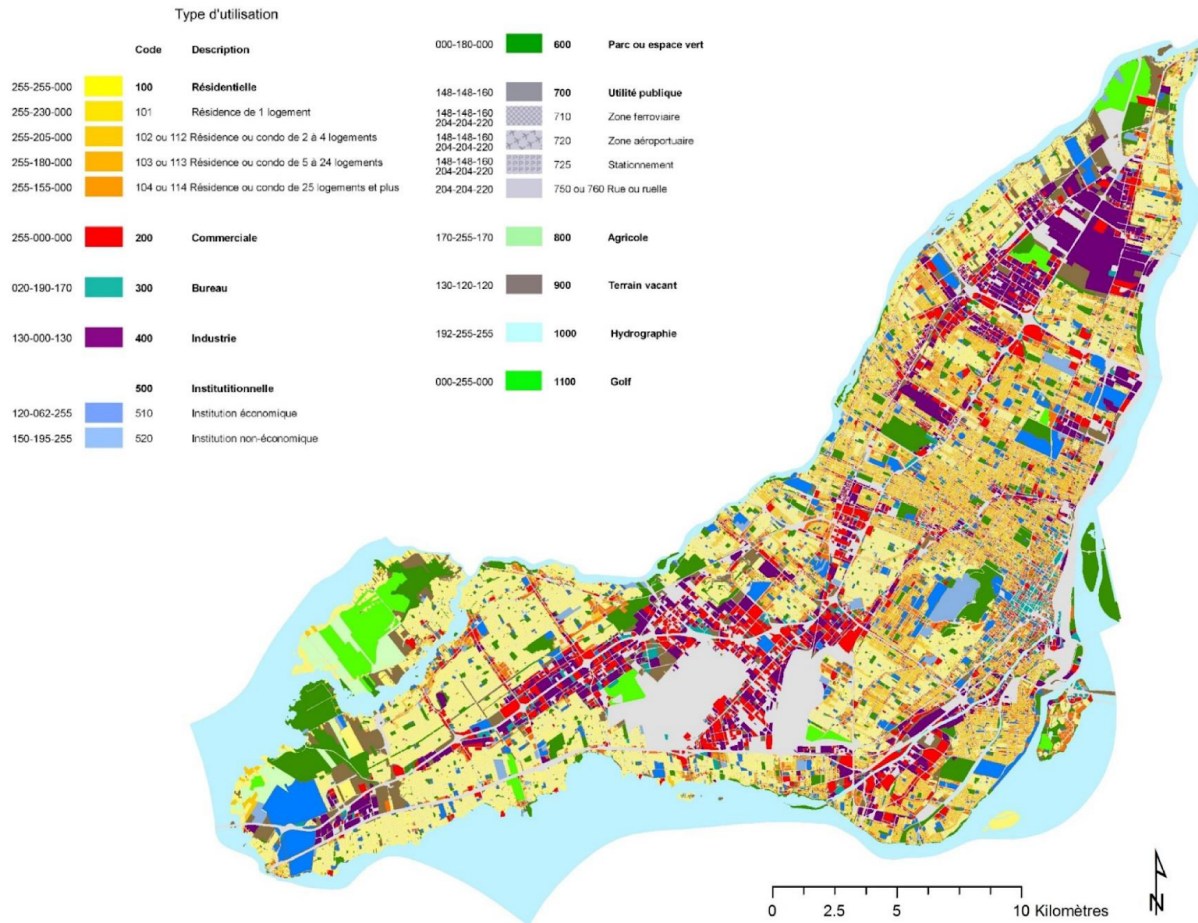 Type d'utilisation
Code Description
255-255-000 100 Résidentielle
255-230-000 101 Résidence de 1 logement
255-205-000 102 ou 112 Résidence ou condo de 2 à 4 logements
255-180-000 103 ou 113 Résidence ou condo de 5 à 24 logements
255-155-000 104 ou 114 Résidence ou condo de 25 logements et plus
255-000-000 200 Commerciale
020-190-170 300 Bureau
130-000-130 400 Industrie
500 Institutitionnelle
120-062-255 510 Institution économique
150-195-255 520 Institution non-économique
000-180-000 600 Parc ou espace vert
148-148-160 700 Utilité publique
148-148-160
204-204-220 710 Zone ferroviaire
148-148-160
204-204-220 720 Zone aéroportuaire
148-148-160
204-204-220 725 Stationnement
204-204-220 750 ou 760 Rue ou ruelle
170-255-170 800 Agricole
130-120-120 900 Terrain vacant
192-255-255 1000 Hydrographie
000-255-000 1100 Golf
0 2.5 5 10 Kilomètres
N